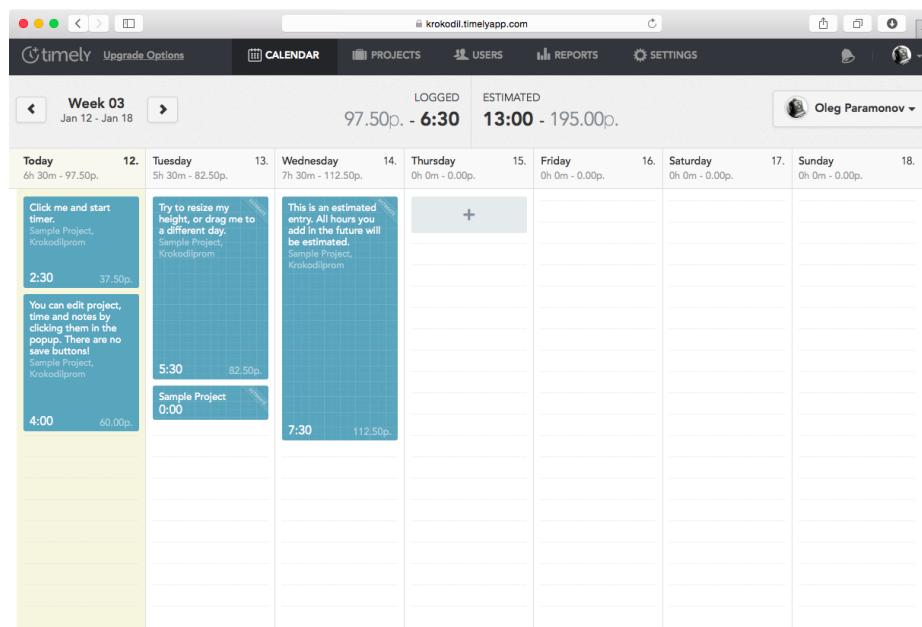 krokodil.timelyapp.com
timely Upgrade Options CALENDAR PROJECTS USERS REPORTS SETTINGS
Week 03
Jan 12 - Jan 18
LOGGED
97.50р. - 6:30
ESTIMATED
13:00 - 195.00р.
Oleg Paramonov
Today 12.
6h 30m - 97.50р.
Tuesday 13.
5h 30m - 82.50р.
Wednesday 14.
7h 30m - 112.50р.
Thursday 15.
0h 0m - 0.00р.
Friday 16.
0h 0m - 0.00р.
Saturday 17.
0h 0m - 0.00р.
Sunday 18.
0h 0m - 0.00р.
Click me and start
timer.
Sample Project,
Krokodilprom
2:30 37.50р.
You can edit project,
time and notes by
clicking them in the
popup. There are no
save buttons!
Sample Project,
Krokodilprom
4:00 60.00р.
Try to resize my
height, or drag me to
a different day.
Sample Project,
Krokodilprom
5:30 82.50р.
Sample Project
0:00
This is an estimated
entry. All hours you
add in the future will
be estimated.
Sample Project,
Krokodilprom
7:30 112.50р.
+